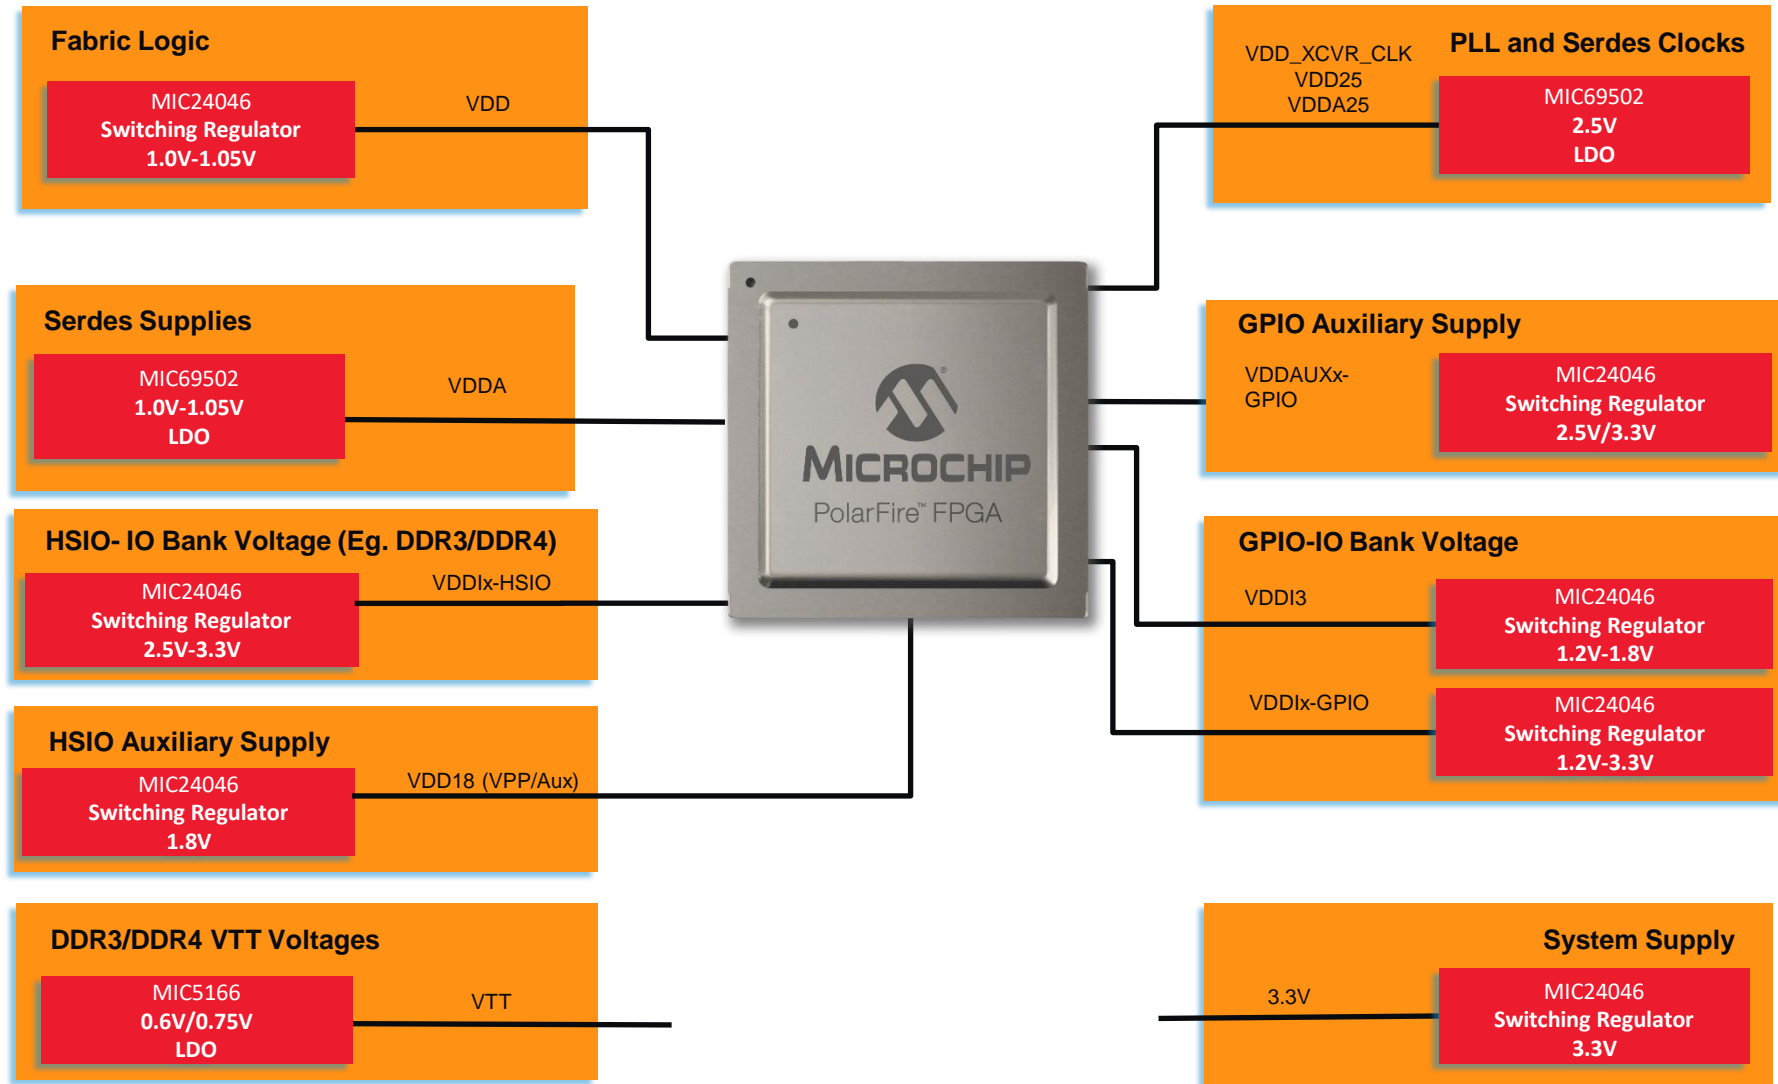 Fabric Logic
MIC24046
Switching Regulator
1.0V-1.05V
VDD
Serdes Supplies
MIC69502
1.0V-1.05V
LDO
VDDA
HSIO- IO Bank Voltage (Eg. DDR3/DDR4)
MIC24046
Switching Regulator
2.5V-3.3V
VDDIx-HSIO
HSIO Auxiliary Supply
MIC24046
Switching Regulator
1.8V
VDD18 (VPP/Aux)
DDR3/DDR4 VTT Voltages
MIC5166
0.6V/0.75V
LDO
VTT
®
MICROCHIP
PolarFire™ FPGA
PLL and Serdes Clocks
VDD_XCVR_CLK
VDD25
VDDA25
MIC69502
2.5V
LDO
GPIO Auxiliary Supply
VDDAUXx-
GPIO
MIC24046
Switching Regulator
2.5V/3.3V
GPIO-IO Bank Voltage
VDDI3
MIC24046
Switching Regulator
1.2V-1.8V
VDDIx-GPIO
MIC24046
Switching Regulator
1.2V-3.3V
System Supply
3.3V
MIC24046
Switching Regulator
3.3V